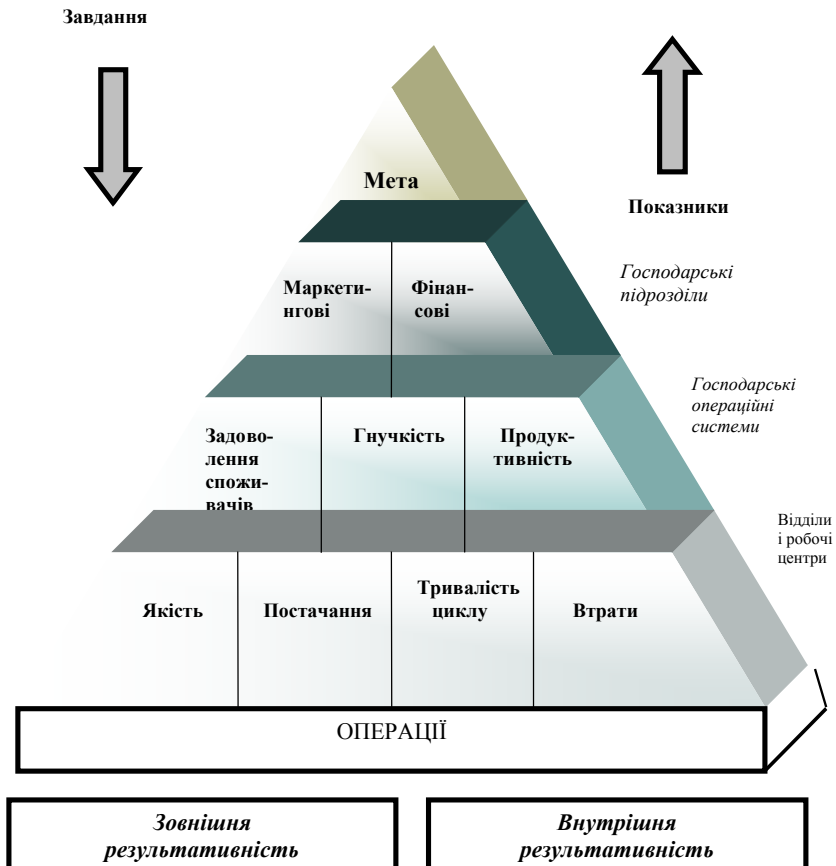 Завдання
Мета
Показники
Маркети-
нгові
Фінан-
сові
Господарські
підрозділи
Задово-
лення
спожи-
вачів
Гнучкість
Продук-
тивність
Господарські
операційні
системи
Відділи
і робочі
центри
Якість
Постачання
Тривалість
циклу
Втрати
ОПЕРАЦІЇ
Зовнішня
результативність
Внутрішня
результативність